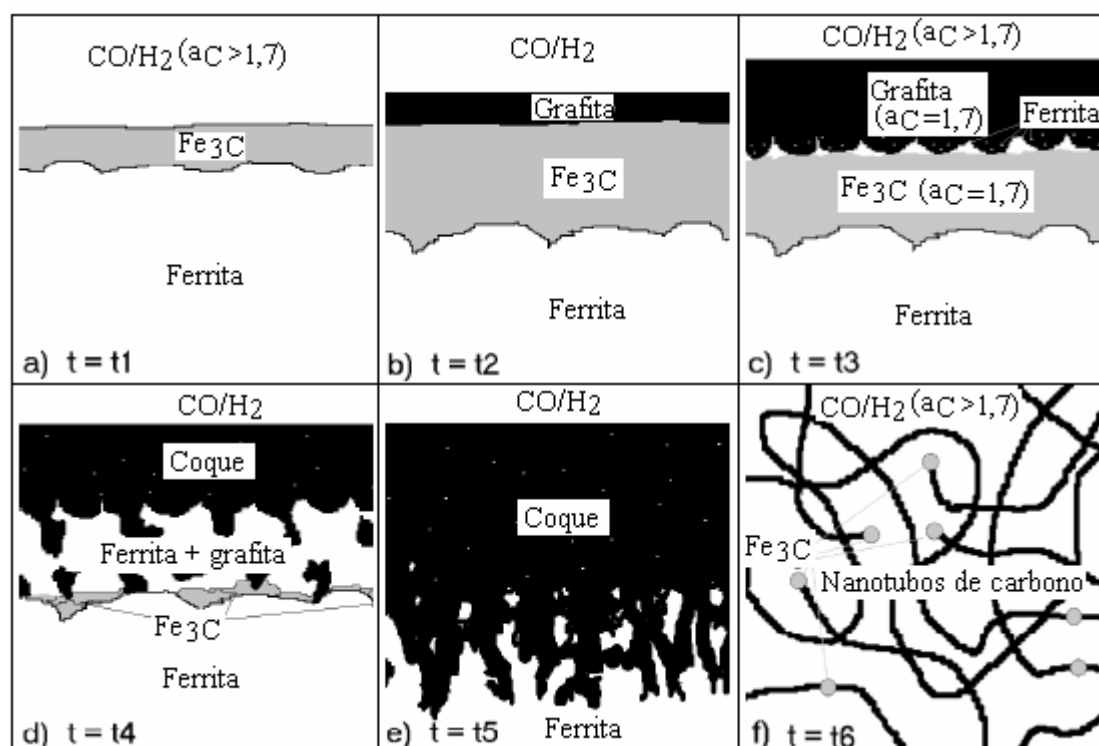 CO/H2 (aC>1,7)
Fe3C
Ferrita
a) t = t1
CO/H2
Grafita
Fe3C
Ferrita
b) t = t2
CO/H2 (aC>1,7)
Grafita
(aC=1,7)
Ferrita
Fe3C (aC=1,7)
Ferrita
c) t = t3
CO/H2
Coque
Ferrita + grafita
Fe3C
Ferrita
d) t = t4
CO/H2
Coque
Ferrita
e) t = t5
CO/H2 (aC>1,7)
Fe3C
Nanotubos de carbono
f) t = t6